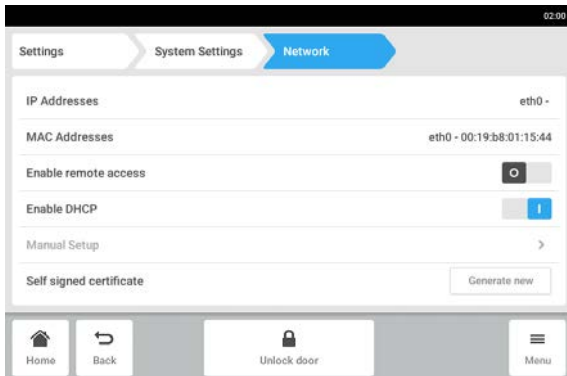 02:00
Settings System Settings Network
IP Addresses eth0 -
MAC Addresses eth0 - 00:19:b8:01:15:44
Enable remote access O
Enable DHCP I
Manual Setup >
Self signed certificate Generate new
Home Back Unlock door Menu